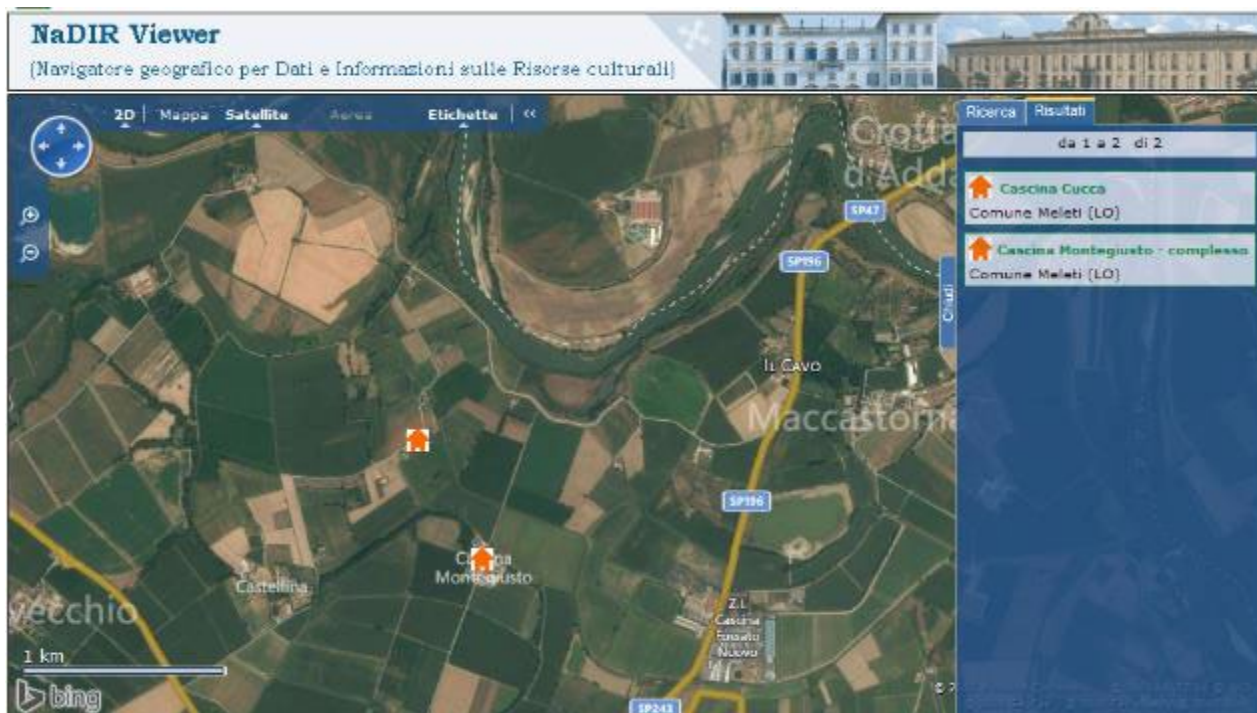 NaDIR Viewer
(Navigatore geografico per Dati e Informazioni sulle Risorse culturali)
2D Mappa Satellite Aerea Etichette <<
Ricerca Risultati
da 1 a 2 di 2
Cascina Cucca
Comune Meleti (LO)
Cascina Montegiusto - complesso
Comune Meleti (LO)
Chiudi
Crotta
d'Adda
SP47
SP196
IL CAVO
Maccastorna
SP196
Montegiusto
Castellina
vecchio
Z.I.
Cascina
Fossato
Nuovo
1 km
bing
SP243